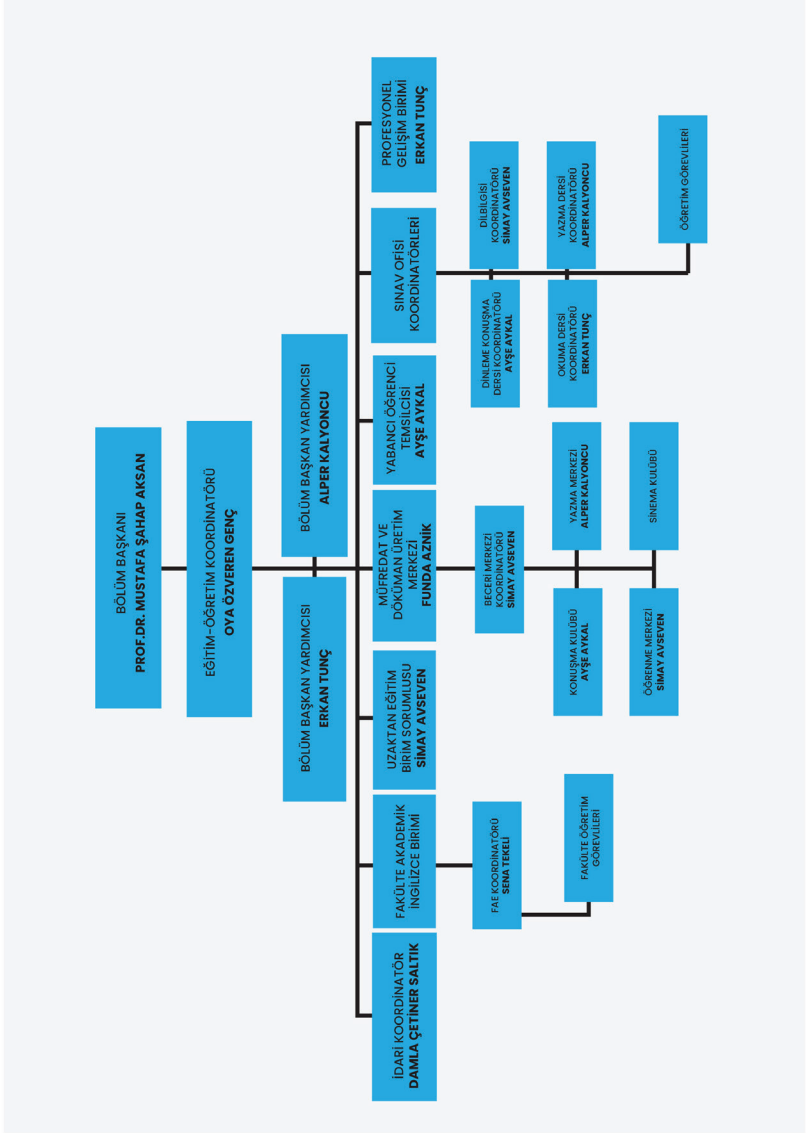 BÖLÜM BAŞKANI
PROF.DR. MUSTAFA ŞAHAP AKSAN
EĞİTİM-ÖĞRETİM KOORDİNATÖRÜ
OYA ÖZVEREN GENÇ
BÖLÜM BAŞKAN YARDIMCISI
ERKAN TUNÇ
BÖLÜM BAŞKAN YARDIMCISI
ALPER KALYONCU
İDARİ KOORDİNATÖR
DAMLA ÇETİNER SALTIK
FAKÜLTE AKADEMİK
İNGİLİZCE BİRİMİ
UZAKTAN EĞİTİM
BİRİM SORUMLUSU
SİMAY AVSEVEN
MÜFREDAT VE
DÖKÜMAN ÜRETİM
MERKEZİ
FUNDA AZNİK
YABANCI ÖĞRENCİ
TEMSİLCİSİ
AYŞE AYKAL
SINAV OFİSİ
KOORDİNATÖRLERİ
PROFESYONEL
GELİŞİM BİRİMİ
ERKAN TUNÇ
FAE KOORDİNATÖRÜ
SENA TEKELİ
FAKÜLTE ÖĞRETİM
GÖREVLİLERİ
BECERİ MERKEZİ
KOORDİNATÖRÜ
SİMAY AVSEVEN
KONUŞMA KULÜBÜ
AYŞE AYKAL
YAZMA MERKEZİ
ALPER KALYONCU
ÖĞRENME MERKEZİ
SİMAY AVSEVEN
SİNEMA KULÜBÜ
DİNLEME KONUŞMA
DERSİ KOORDİNATÖRÜ
AYŞE AYKAL
DİLBİLGİSİ
KOORDİNATÖRÜ
SİMAY AVSEVEN
OKUMA DERSİ
KOORDİNATÖRÜ
ERKAN TUNÇ
YAZMA DERSİ
KOORDİNATÖRÜ
ALPER KALYONCU
ÖĞRETİM GÖREVLİLERİ